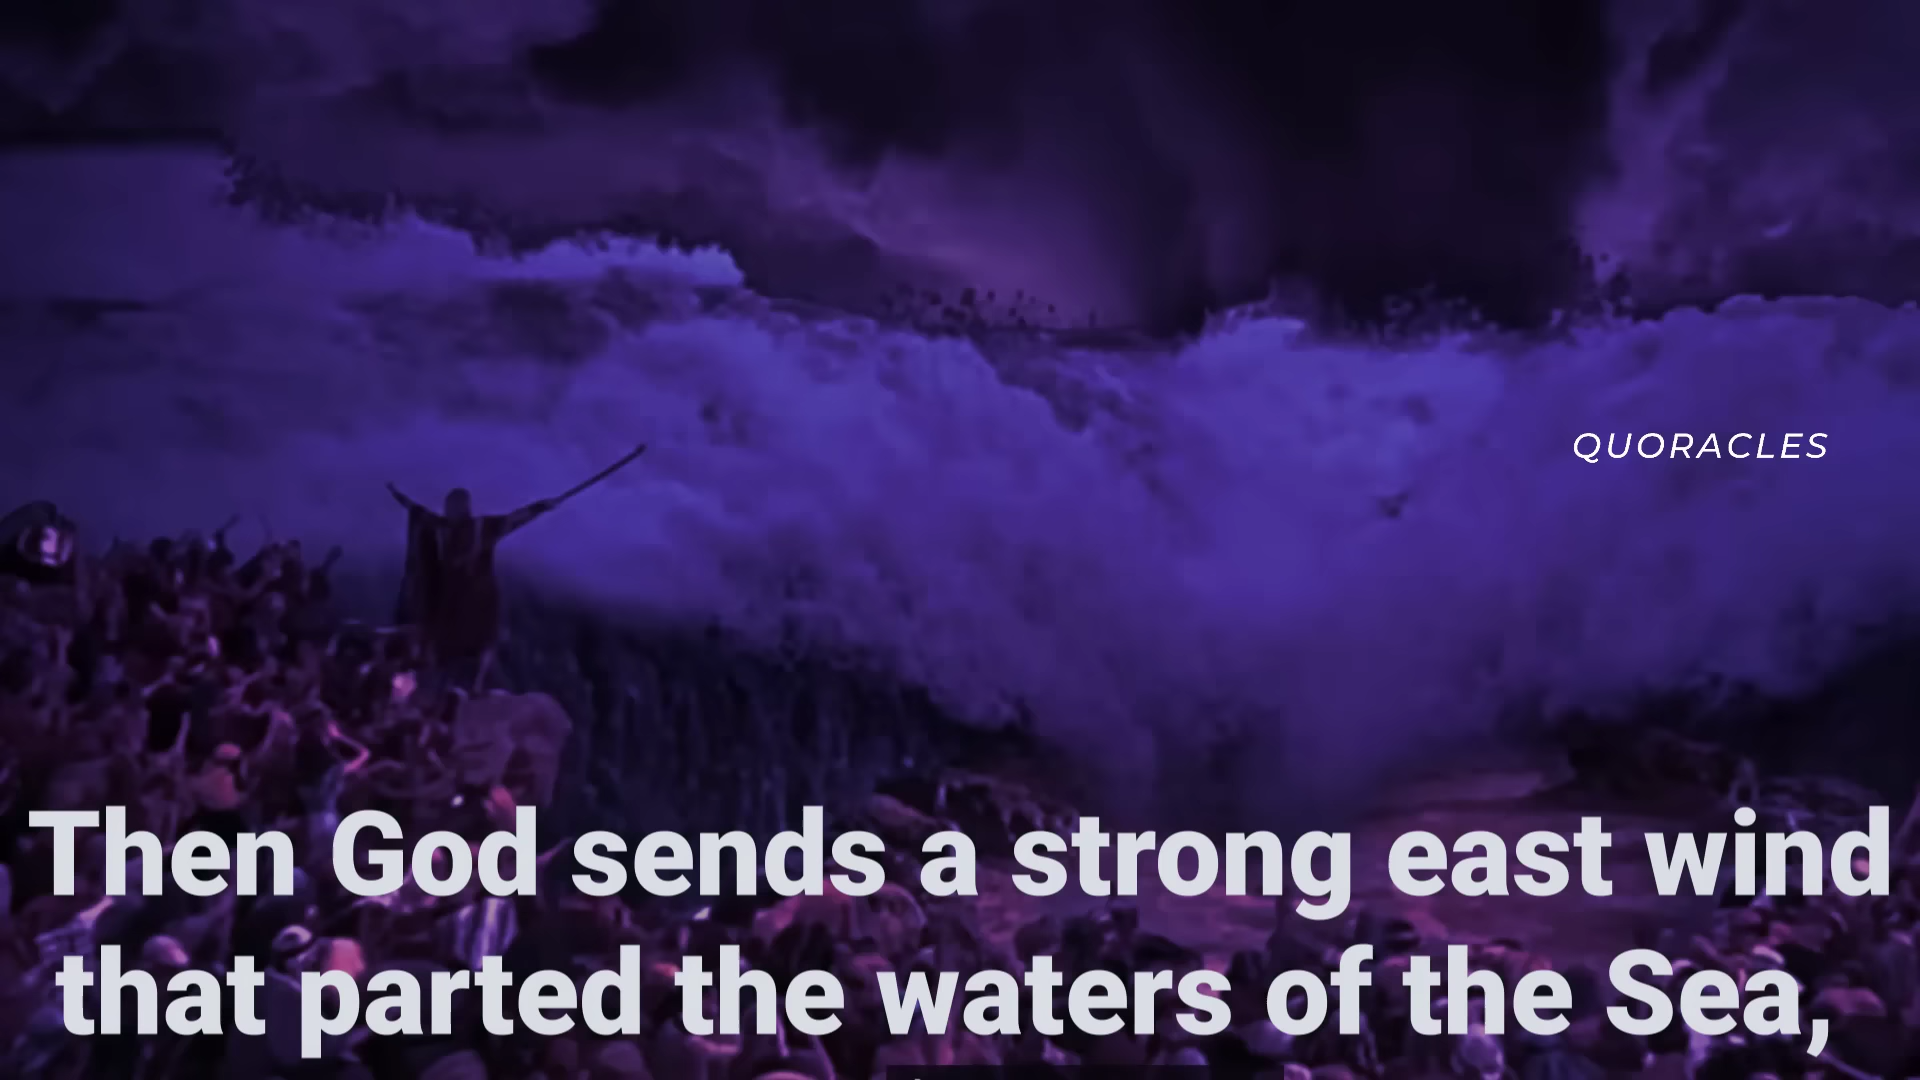 QUORACLES
Then God sends a strong east wind
that parted the waters of the Sea,